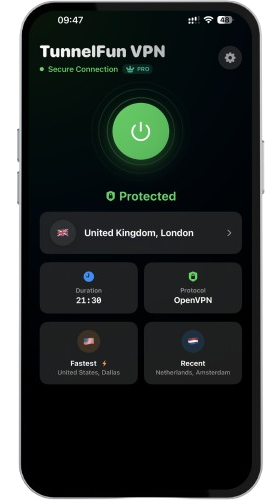 09:47
48
TunnelFun VPN
Secure Connection PRO
Protected
United Kingdom, London
Duration
21:30
Protocol
OpenVPN
Fastest
United States, Dallas
Recent
Netherlands, Amsterdam